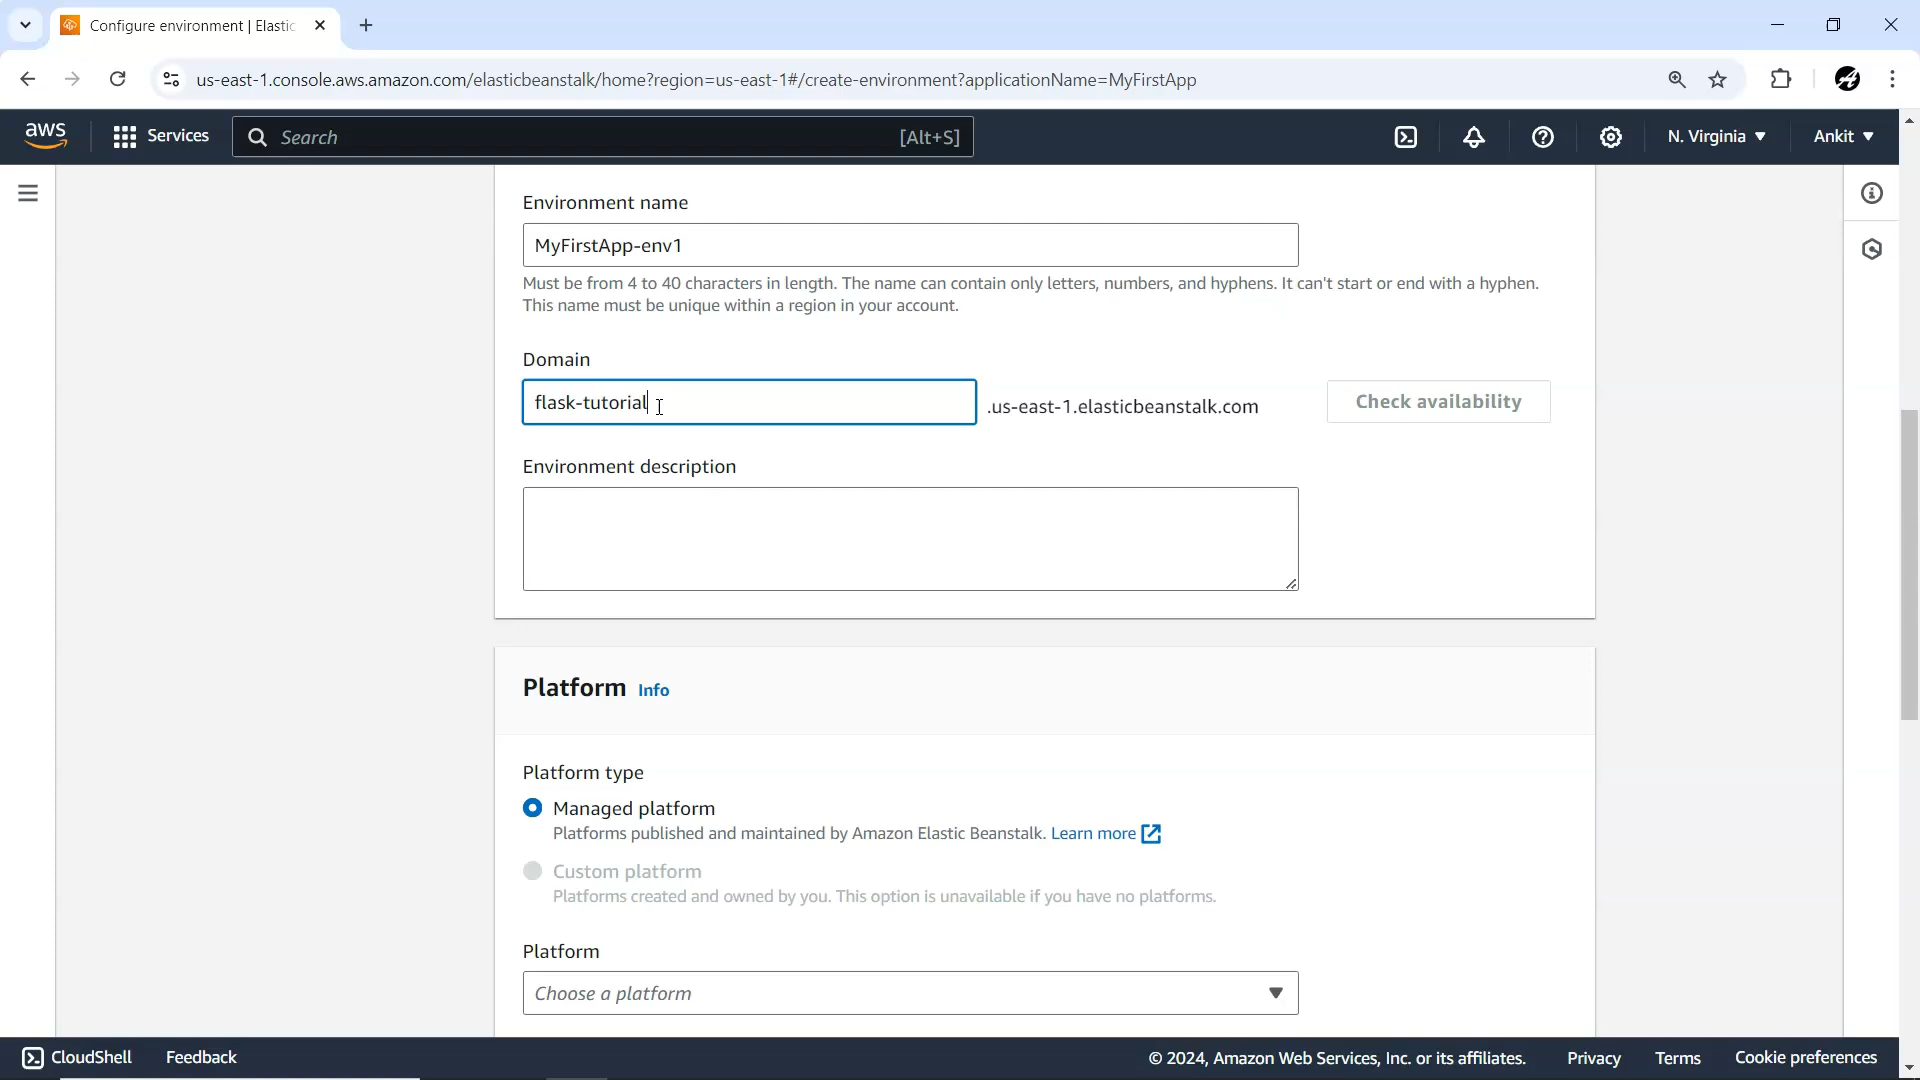 Configure environment | Elastic
us-east-1.console.aws.amazon.com/elasticbeanstalk/home?region=us-east-1#/create-environment?applicationName=MyFirstApp
aws
Services
Search
[Alt+S]
N. Virginia
Ankit
Environment name
MyFirstApp-env1
Must be from 4 to 40 characters in length. The name can contain only letters, numbers, and hyphens. It can't start or end with a hyphen.
This name must be unique within a region in your account.
Domain
flask-tutorial
.us-east-1.elasticbeanstalk.com
Check availability
Environment description
Platform Info
Platform type
Managed platform
Platforms published and maintained by Amazon Elastic Beanstalk. Learn more
Custom platform
Platforms created and owned by you. This option is unavailable if you have no platforms.
Platform
Choose a platform
CloudShell
Feedback
© 2024, Amazon Web Services, Inc. or its affiliates.
Privacy
Terms
Cookie preferences